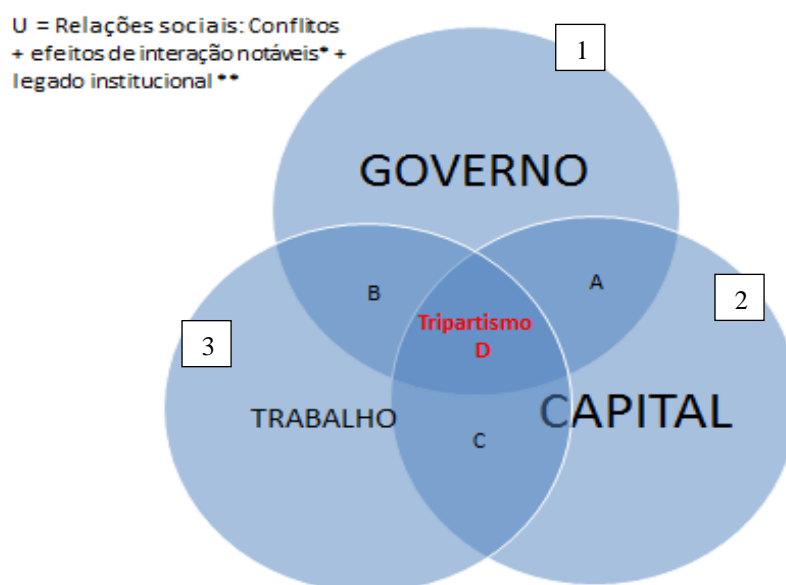 U = Relações sociais: Conflitos
+ efeitos de interação notáveis* +
legado institucional **
1
GOVERNO
2
A
B
Tripartismo
D
3
TRABALHO
CAPITAL
C